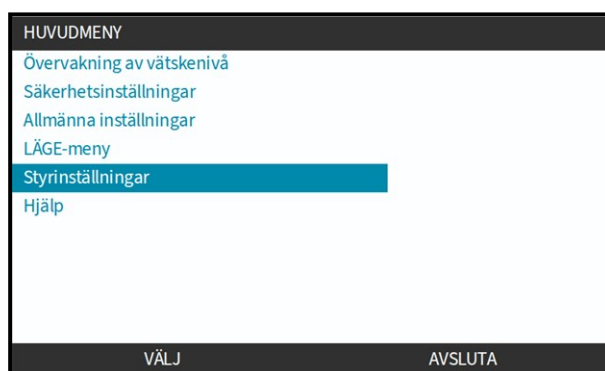 HUVUDMENY
Övervakning av vätskenivå
Säkerhetsinställningar
Allmänna inställningar
LÄGE-meny
Styrinställningar
Hjälp
VÄLJ AVSLUTA